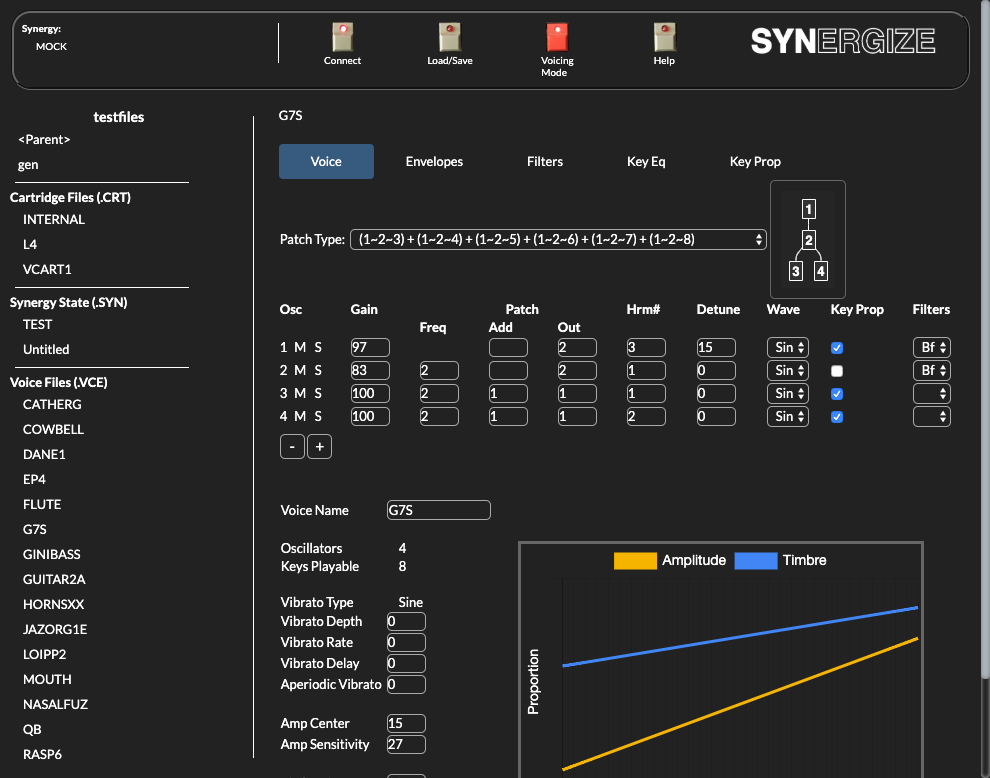 Synergy:
MOCK
Connect
Load/Save
Voicing Mode
Help
SYNERGIZE
testfiles
<Parent>
gen
Cartridge Files (.CRT)
INTERNAL
L4
VCART1
Synergy State (.SYN)
TEST
Untitled
Voice Files (.VCE)
CATHERG
COWBELL
DANE1
EP4
FLUTE
G7S
GINIBASS
GUITAR2A
HORNSXX
JAZORG1E
LOIPP2
MOUTH
NASALFUZ
QB
RASP6
G7S
Voice Envelopes Filters Key Eq Key Prop
Patch Type: (1~2~3) + (1~2~4) + (1~2~5) + (1~2~6) + (1~2~7) + (1~2~8)
1
2
3 4
Osc Gain Patch Hrm# Detune Wave Key Prop Filters
Freq Add Out
1 M S 97 2 3 15 Sin Bf
2 M S 83 2 2 1 0 Sin Bf
3 M S 100 2 1 1 1 0 Sin
4 M S 100 2 1 1 2 0 Sin
- +
Voice Name G7S
Oscillators 4
Keys Playable 8
Vibrato Type Sine
Vibrato Depth 0
Vibrato Rate 0
Vibrato Delay 0
Aperiodic Vibrato 0
Amp Center 15
Amp Sensitivity 27
Amplitude Timbre
Proportion